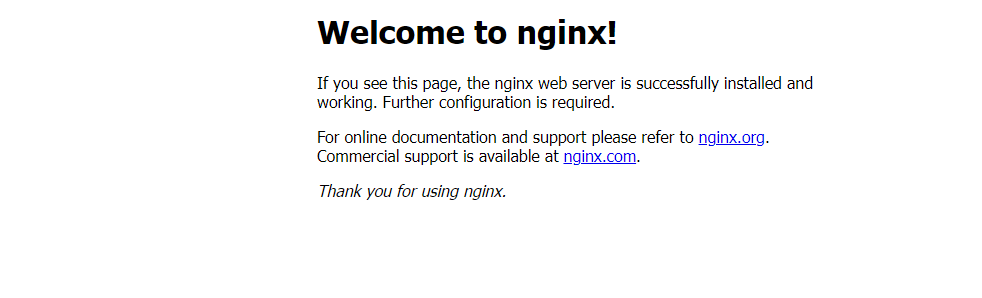 Welcome to nginx!
If you see this page, the nginx web server is successfully installed and
working. Further configuration is required.
For online documentation and support please refer to nginx.org.
Commercial support is available at nginx.com.
Thank you for using nginx.